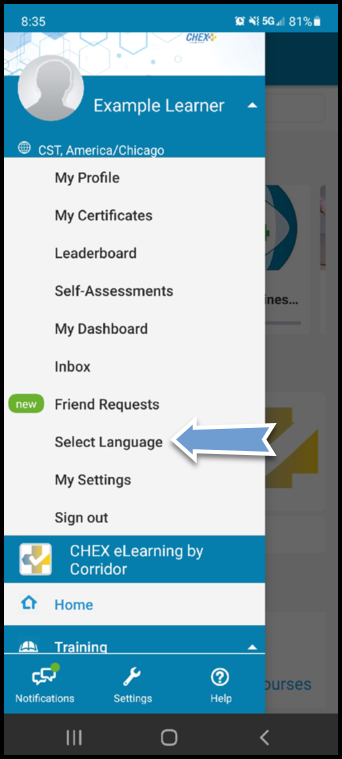 8:35
5G 81%
CHEX
Example Learner
CST, America/Chicago
My Profile
My Certificates
Leaderboard
Self-Assessments
My Dashboard
Inbox
new Friend Requests
Select Language
My Settings
Sign out
CHEX eLearning by
Corridor
Home
Training
Notifications Settings Help
ines...
ourses